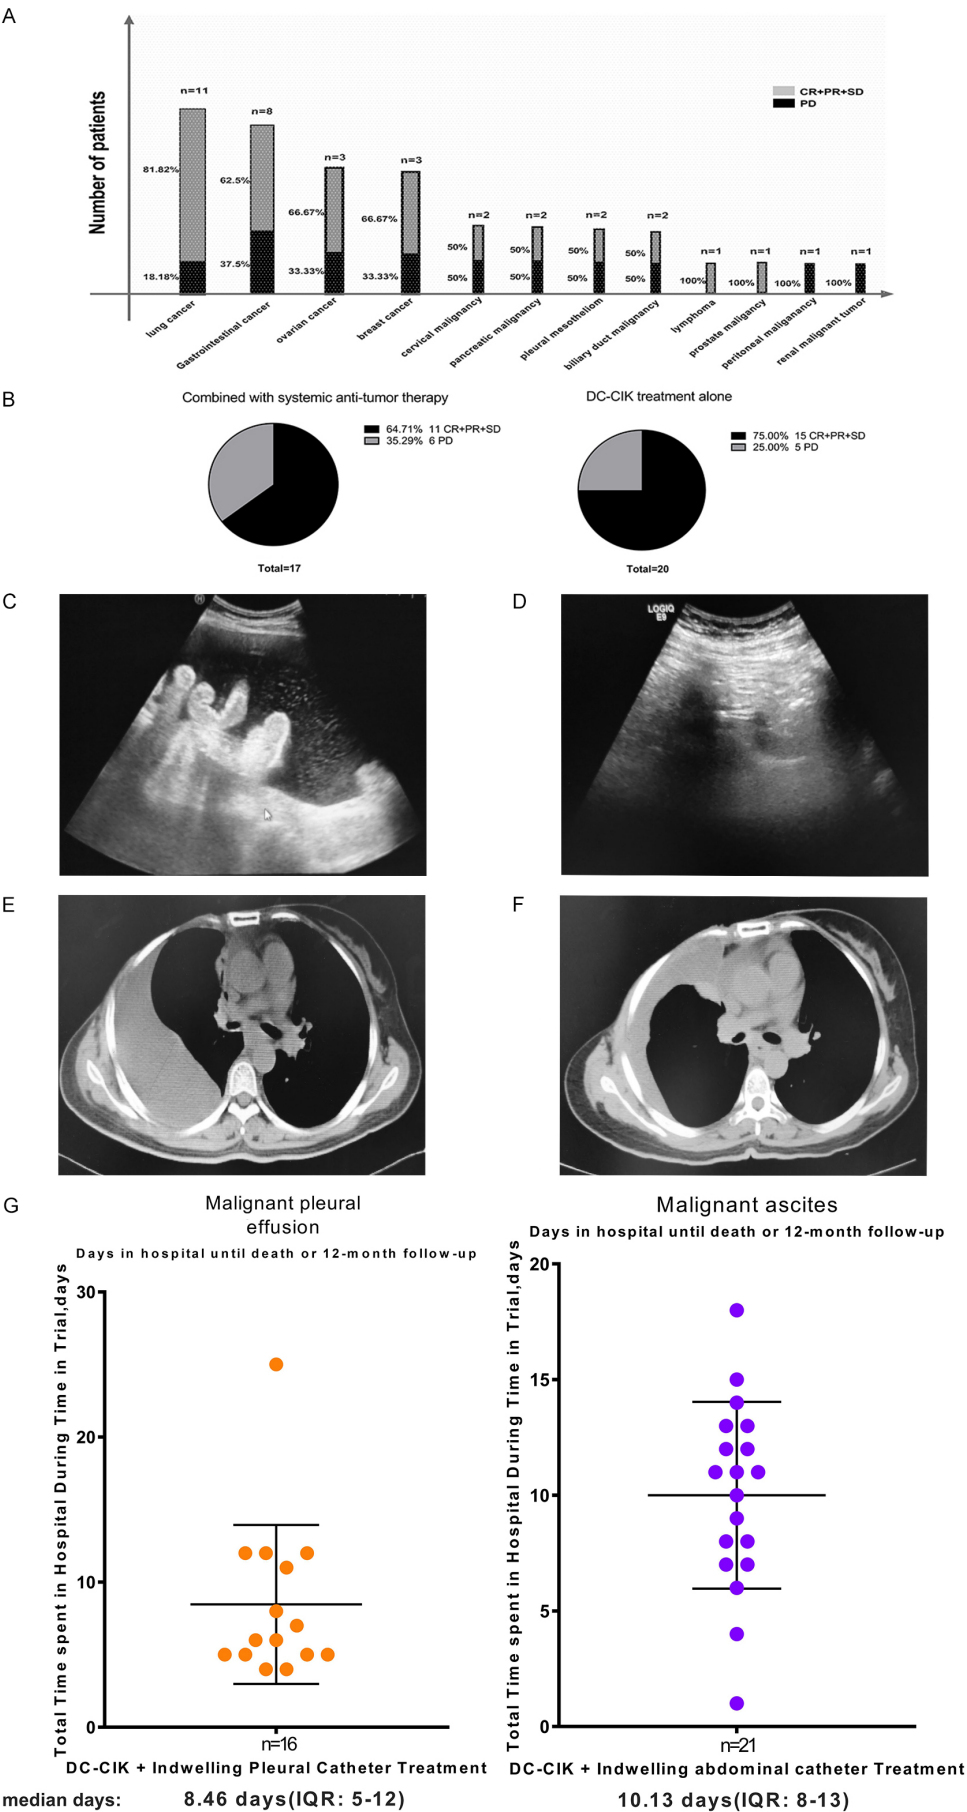 A
Number of patients
n=11
n=8
n=3
n=3
n=2
n=2
n=2
n=2
n=1
n=1
n=1
n=1
CR+PR+SD
PD
81.82%
62.5%
66.67%
66.67%
50%
50%
50%
50%
18.18%
37.5%
33.33%
33.33%
50%
50%
50%
50%
100%
100%
100%
100%
lung cancer
Gastrointestinal cancer
ovarian cancer
breast cancer
cervical malignancy
pancreatic malignancy
pleural mesotheliom
biliary duct malignancy
lymphoma
prostate maligancy
peritoneal maliganancy
renal malignant tumor
B
Combined with systemic anti-tumor therapy
64.71% 11 CR+PR+SD
35.29% 6 PD
Total=17
DC-CIK treatment alone
75.00% 15 CR+PR+SD
25.00% 5 PD
Total=20
C
D
LOGIQ
E9
E
F
G
Malignant pleural
effusion
Days in hospital until death or 12-month follow-up
Total Time spent in Hospital During Time in Trial,days
30
20
10
0
n=16
DC-CIK + Indwelling Pleural Catheter Treatment
Malignant ascites
Days in hospital until death or 12-month follow-up
Total Time spent in Hospital During Time in Trial,days
20
15
10
5
0
n=21
DC-CIK + Indwelling abdominal catheter Treatment
median days:
8.46 days(IQR: 5-12)
10.13 days(IQR: 8-13)